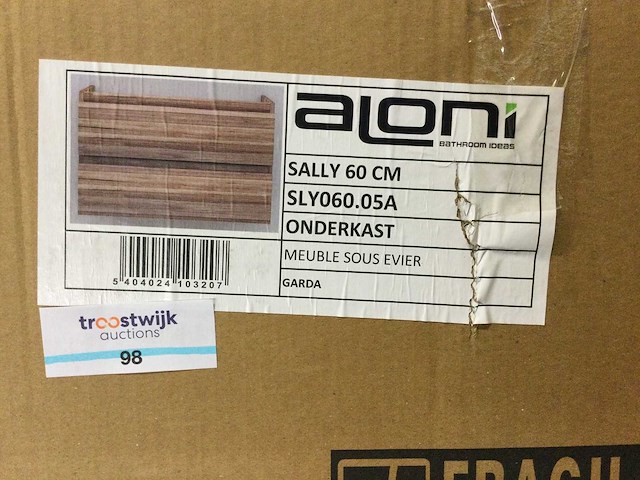 aloni
BATHROOM IDEAS
SALLY 60 CM
SLY060.05A
ONDERKAST
MEUBLE SOUS EVIER
GARDA
5 404024 103207
troostwijk
auctions
98